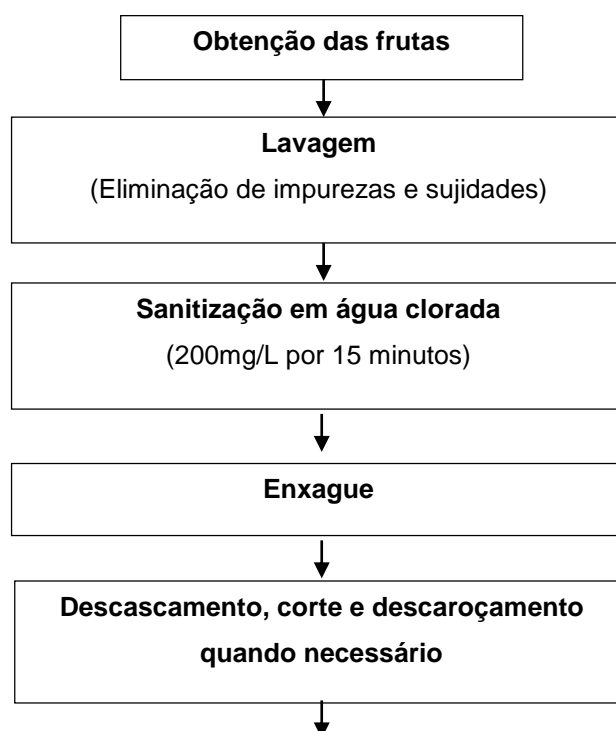 Obtenção das frutas
Lavagem
(Eliminação de impurezas e sujidades)
Sanitização em água clorada
(200mg/L por 15 minutos)
Enxague
Descascamento, corte e descaroçamento
quando necessário